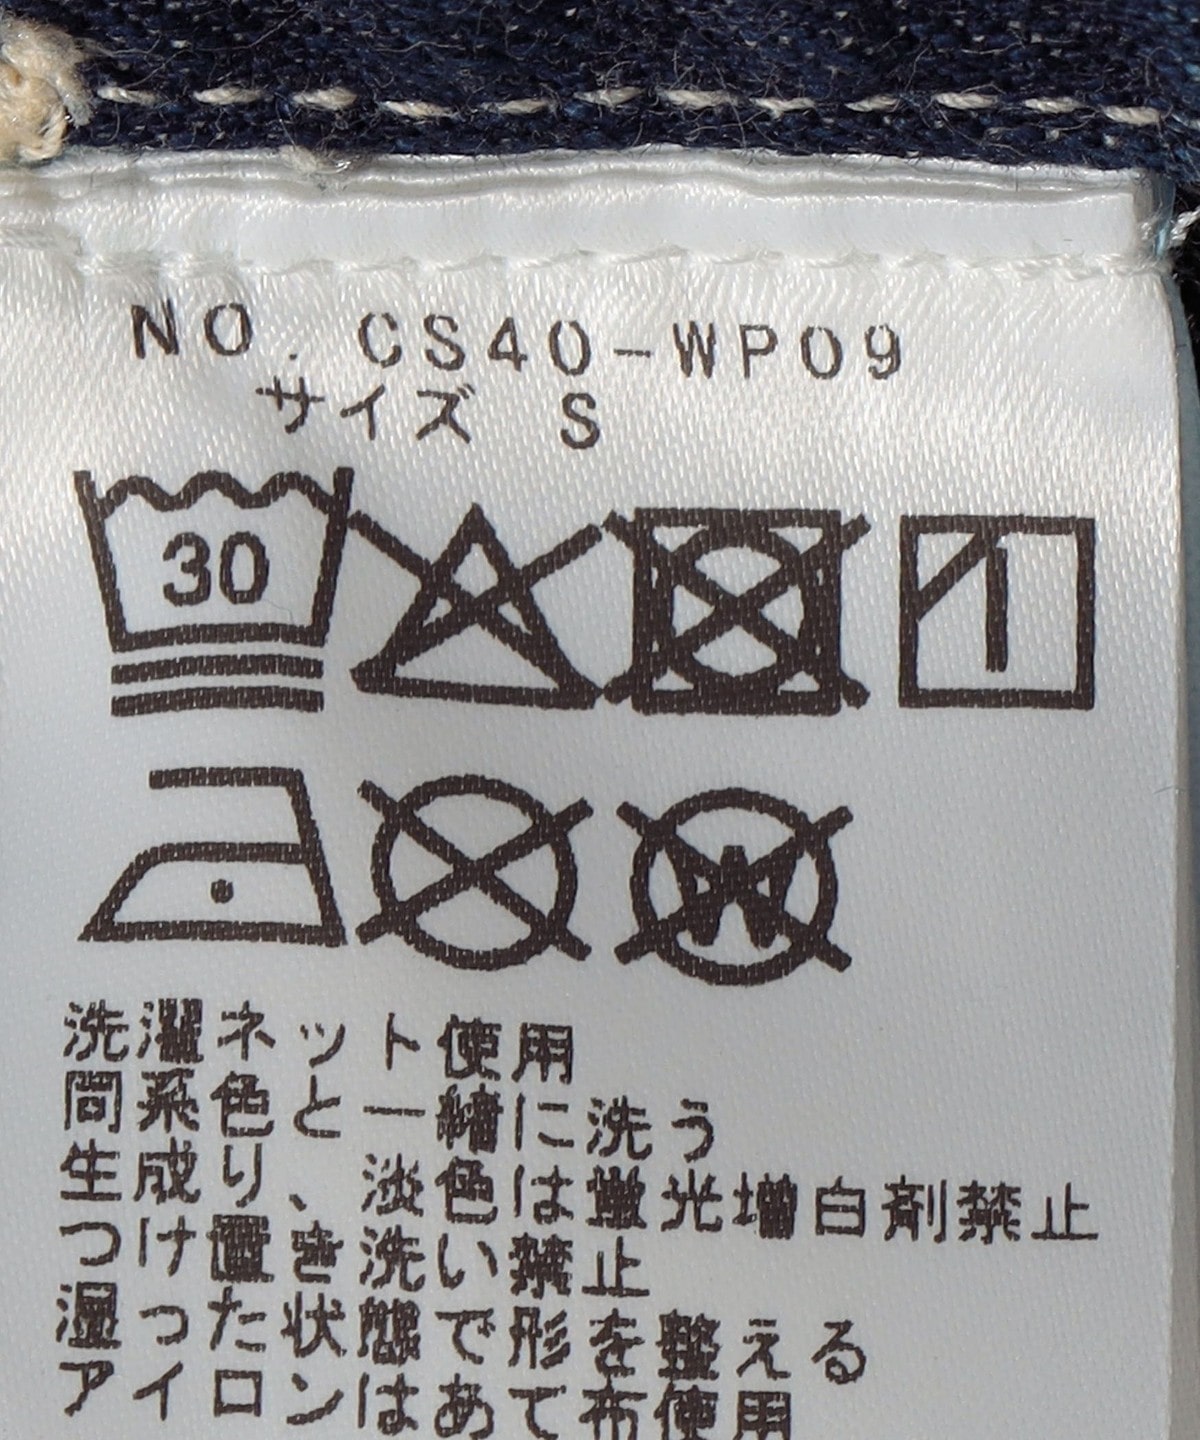 NO. CS40-WP09
サイズ S
30
W
洗濯ネット使用
同系色と一緒に洗う
生成り、淡色は蛍光増白剤禁止
つけ置き洗い禁止
湿った状態で形を整える
アイロンはあて布使用